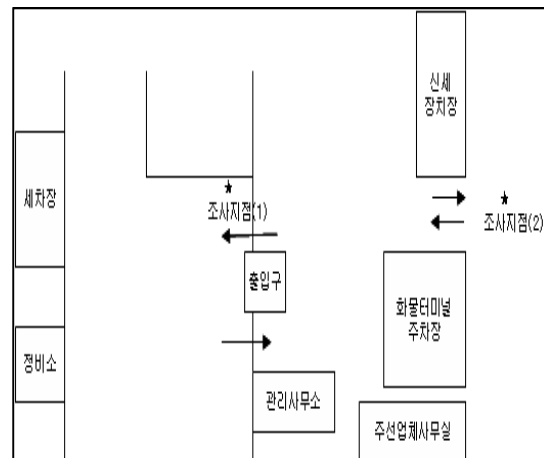 신세
장치장
세차장
★
조사지점(1)
★
조사지점(2)
출입구
화물터미널
주차장
정비소
관리사무소
주선업체사무실